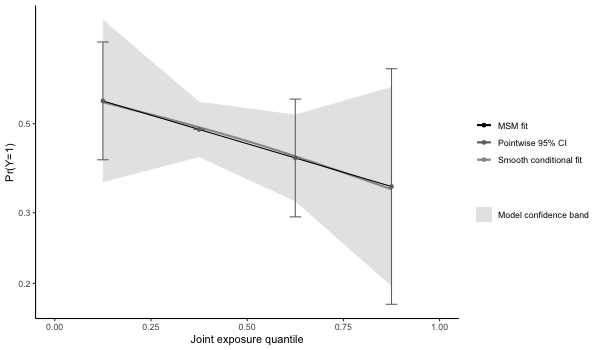 Pr(Y=1)
0.5
0.3
0.2
0.00
0.25
0.50
0.75
1.00
Joint exposure quantile
MSM fit
Pointwise 95% CI
Smooth conditional fit
Model confidence band